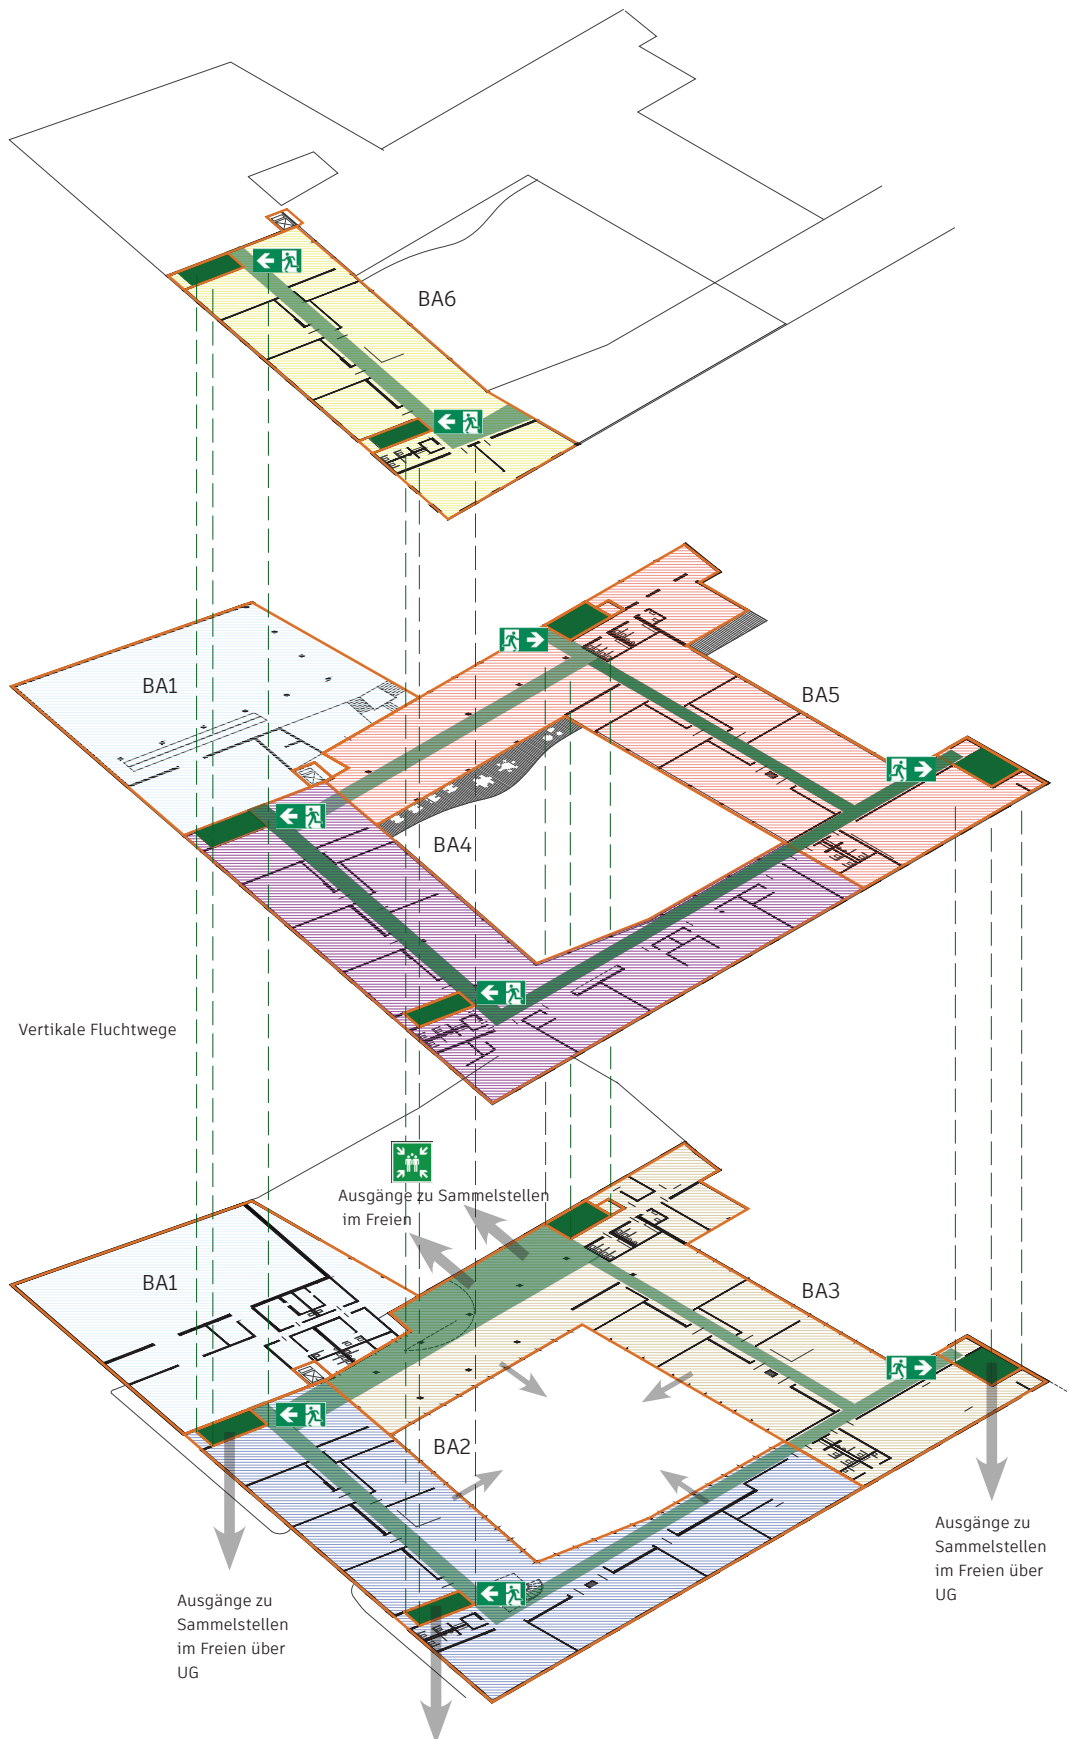 BA6
BA1
BA5
BA4
Vertikale Fluchtwege
Ausgänge zu Sammelstellen
im Freien
BA1
BA3
BA2
Ausgänge zu
Sammelstellen
im Freien über
UG
Ausgänge zu
Sammelstellen
im Freien über
UG